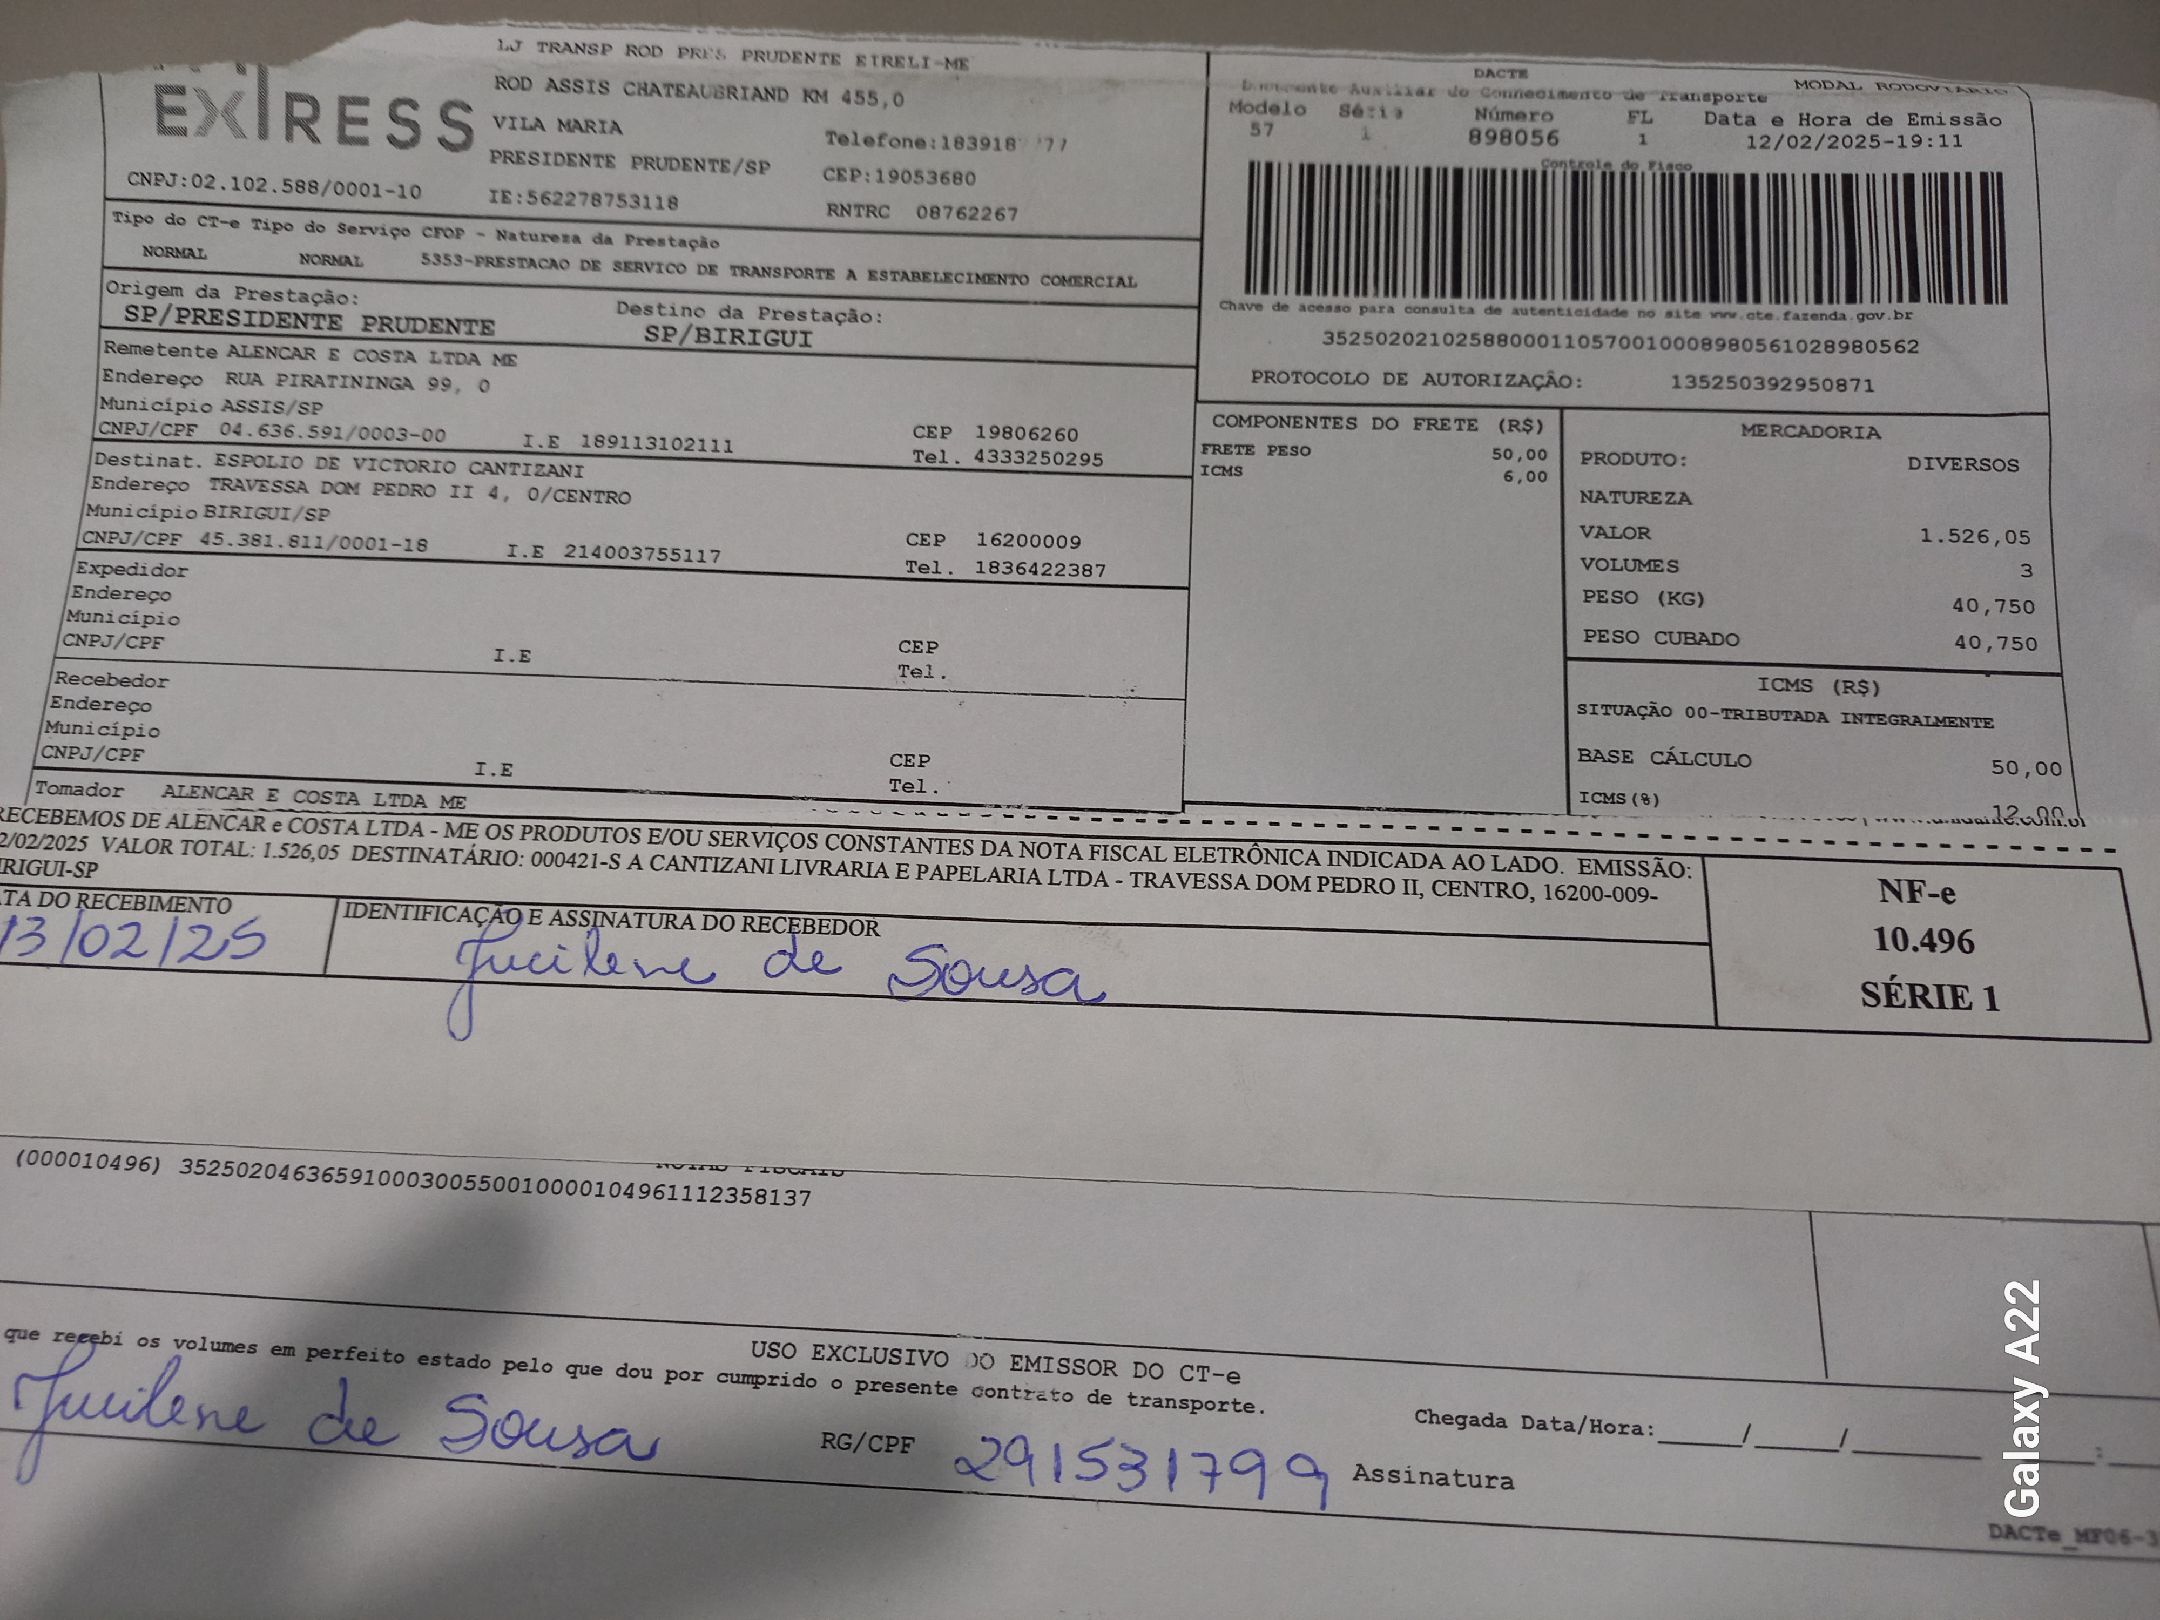 LJ TRANSP ROD PRES PRUDENTE EIRELI-ME
ROD ASSIS CHATEAUBRIAND KM 455,0
EXPRESS
VILA MARIA
Telefone:183918
PRESIDENTE PRUDENTE/SP
CEP:19053680
CNPJ:02.102.588/0001-10
IE:562278753118
RNTRC 08762267
DACTE
MODAL RODOVIÁRIO
Documento Auxiliar do Conhecimento de Transporte
Modelo Série Número FL Data e Hora de Emissão
57 1 898056 1 12/02/2025-19:11
Controle do Fisco
Chave de acesso para consulta de autenticidade no site www.cte.fazenda.gov.br
35250202102588000110570010008980561028980562
PROTOCOLO DE AUTORIZAÇÃO: 135250392950871
Tipo do CT-e Tipo do Serviço CFOP - Natureza da Prestação
NORMAL NORMAL 5353-PRESTACAO DE SERVICO DE TRANSPORTE A ESTABELECIMENTO COMERCIAL
Origem da Prestação: Destino da Prestação:
SP/PRESIDENTE PRUDENTE SP/BIRIGUI
Remetente ALENCAR E COSTA LTDA ME
Endereço RUA PIRATININGA 99, 0
Município ASSIS/SP CEP 19806260
CNPJ/CPF 04.636.591/0003-00 I.E 189113102111 Tel. 4333250295
Destinat. ESPOLIO DE VICTORIO CANTIZANI
Endereço TRAVESSA DOM PEDRO II 4, 0/CENTRO
Município BIRIGUI/SP CEP 16200009
CNPJ/CPF 45.381.811/0001-18 I.E 214003755117 Tel. 1836422387
Expedidor
Endereço
Município CEP
CNPJ/CPF I.E Tel.
Recebedor
Endereço
Município CEP
CNPJ/CPF I.E Tel.
Tomador ALENCAR E COSTA LTDA ME
COMPONENTES DO FRETE (R$)
FRETE PESO 50,00
ICMS 6,00
MERCADORIA
PRODUTO: DIVERSOS
NATUREZA
VALOR 1.526,05
VOLUMES 3
PESO (KG) 40,750
PESO CUBADO 40,750
ICMS (R$)
SITUAÇÃO 00-TRIBUTADA INTEGRALMENTE
BASE CÁLCULO 50,00
ICMS(%) 12,00
RECEBEMOS DE ALENCAR e COSTA LTDA - ME OS PRODUTOS E/OU SERVIÇOS CONSTANTES DA NOTA FISCAL ELETRÔNICA INDICADA AO LADO. EMISSÃO:
2/02/2025 VALOR TOTAL: 1.526,05 DESTINATÁRIO: 000421-S A CANTIZANI LIVRARIA E PAPELARIA LTDA - TRAVESSA DOM PEDRO II, CENTRO, 16200-009-
IRIGUI-SP
ATA DO RECEBIMENTO
13/02/25
IDENTIFICAÇÃO E ASSINATURA DO RECEBEDOR
Jucilene de Sousa
NF-e
10.496
SÉRIE 1
NOTAS FISCAIS
(000010496) 35250204636591000300550010000104961112358137
USO EXCLUSIVO DO EMISSOR DO CT-e
que recebi os volumes em perfeito estado pelo que dou por cumprido o presente contrato de transporte.
Jucilene de Sousa
RG/CPF 291531799
Chegada Data/Hora:_____/_____/________ :
Assinatura
DACTe_MF06-3
Galaxy A22